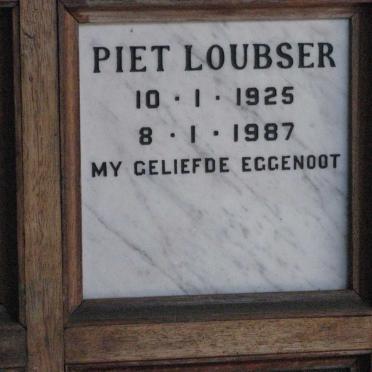 PIET LOUBSER
10 · 1 · 1925
8 · 1 · 1987
MY GELIEFDE EGGENOOT